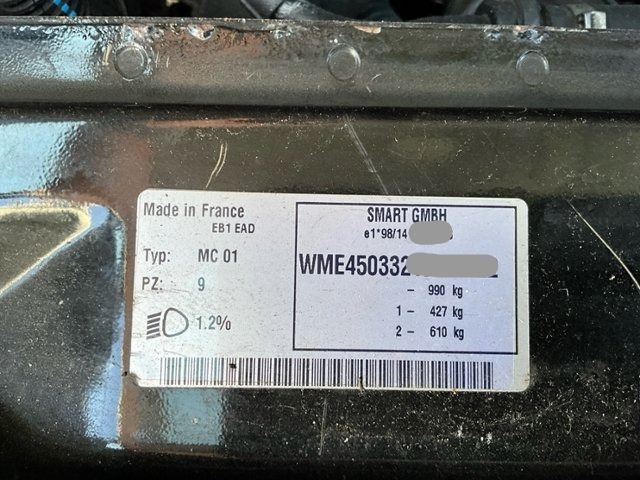 Made in France
EB1 EAD
Typ: MC 01
PZ: 9
1.2%
SMART GMBH
e1*98/14
WME450332
– 990 kg
1 – 427 kg
2 – 610 kg